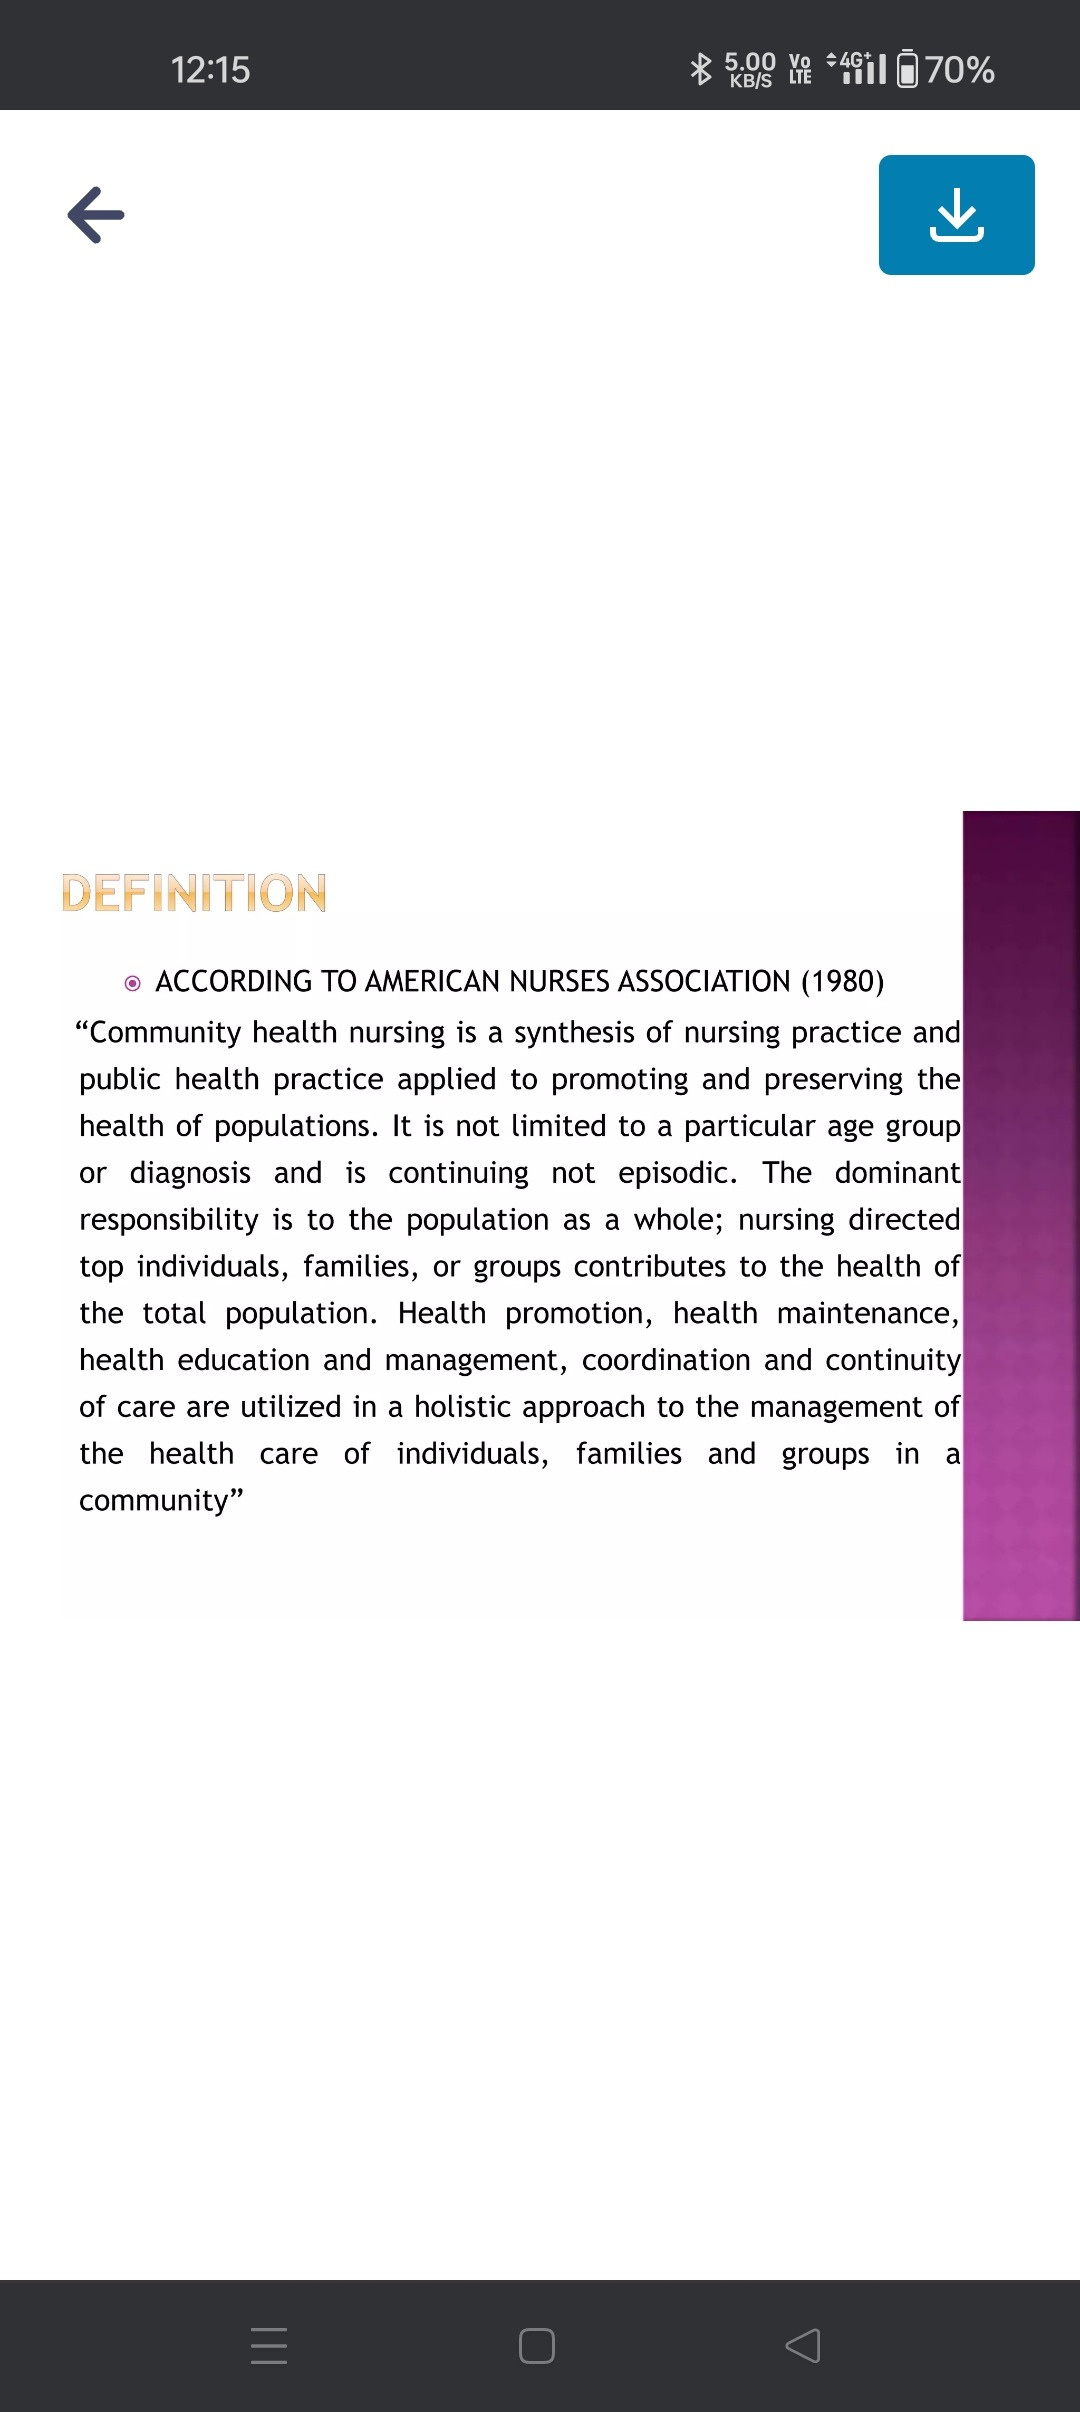 12:15
5.00
KB/S
Vo
LTE
4G+
70%
DEFINITION
ACCORDING TO AMERICAN NURSES ASSOCIATION (1980)
“Community health nursing is a synthesis of nursing practice and
public health practice applied to promoting and preserving the
health of populations. It is not limited to a particular age group
or diagnosis and is continuing not episodic. The dominant
responsibility is to the population as a whole; nursing directed
top individuals, families, or groups contributes to the health of
the total population. Health promotion, health maintenance,
health education and management, coordination and continuity
of care are utilized in a holistic approach to the management of
the health care of individuals, families and groups in a
community”